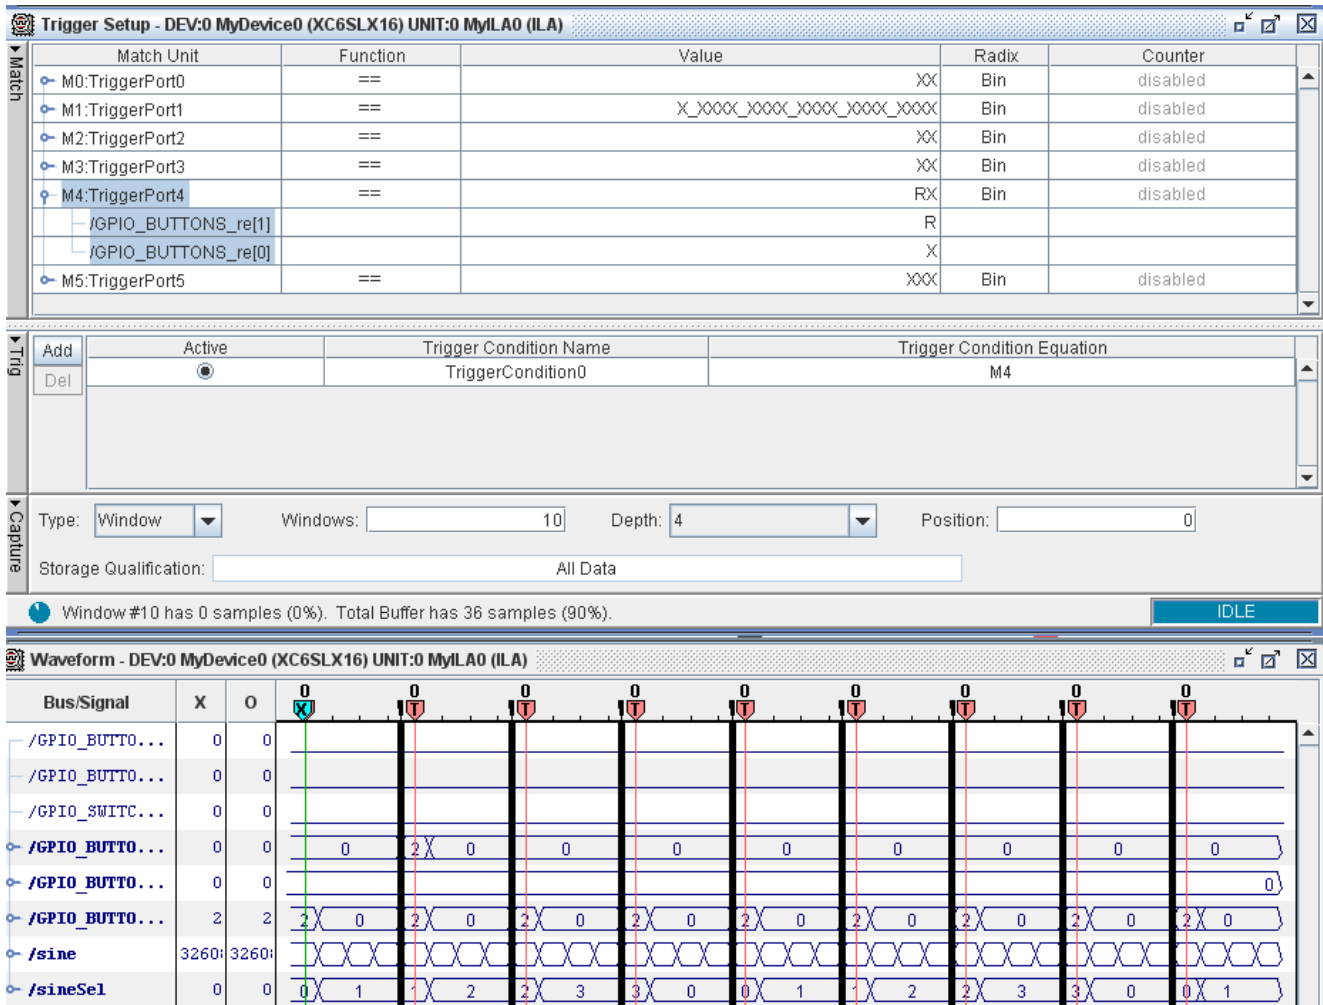 Trigger Setup - DEV:0 MyDevice0 (XC6SLX16) UNIT:0 MyILA0 (ILA)
Match
Match Unit Function Value Radix Counter
M0:TriggerPort0 == XX Bin disabled
M1:TriggerPort1 == X_XXXX_XXXX_XXXX_XXXX_XXXX Bin disabled
M2:TriggerPort2 == XX Bin disabled
M3:TriggerPort3 == XX Bin disabled
M4:TriggerPort4 == RX Bin disabled
/GPIO_BUTTONS_re[1] R
/GPIO_BUTTONS_re[0] X
M5:TriggerPort5 == XXX Bin disabled
Trig
Add Active Trigger Condition Name Trigger Condition Equation
Del TriggerCondition0 M4
Capture
Type: Window Windows: 10 Depth: 4 Position: 0
Storage Qualification: All Data
Window #10 has 0 samples (0%). Total Buffer has 36 samples (90%). IDLE
Waveform - DEV:0 MyDevice0 (XC6SLX16) UNIT:0 MyILA0 (ILA)
Bus/Signal X O 0 0 0 0 0 0 0 0 0
X T T T T T T T T
/GPIO_BUTTO... 0 0
/GPIO_BUTTO... 0 0
/GPIO_SWITC... 0 0
/GPIO_BUTTO... 0 0 0 2 0 0 0 0 0 0 0 0
/GPIO_BUTTO... 0 0 0
/GPIO_BUTTO... 2 2 2 0 2 0 2 0 2 0 2 0 2 0 2 0 2 0 2 0
/sine 3260 3260
/sineSel 0 0 0 1 1 2 2 3 3 0 0 1 1 2 2 3 3 0 0 1